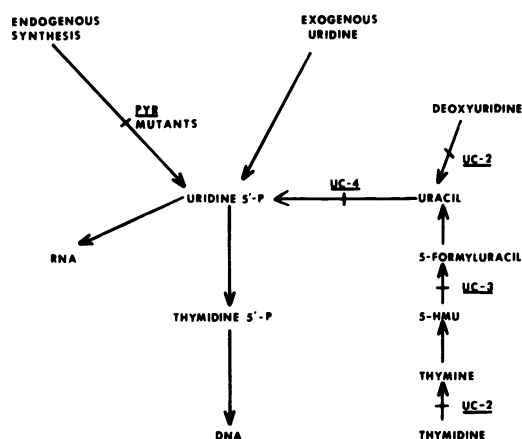 ENDOGENOUS
SYNTHESIS
EXOGENOUS
URIDINE
PYR
MUTANTS
DEOXYURIDINE
UC-2
UC-4
URIDINE 5'-P
URACIL
RNA
5-FORMYLURACIL
UC-3
THYMIDINE 5'-P
5-HMU
THYMINE
UC-2
DNA
THYMIDINE